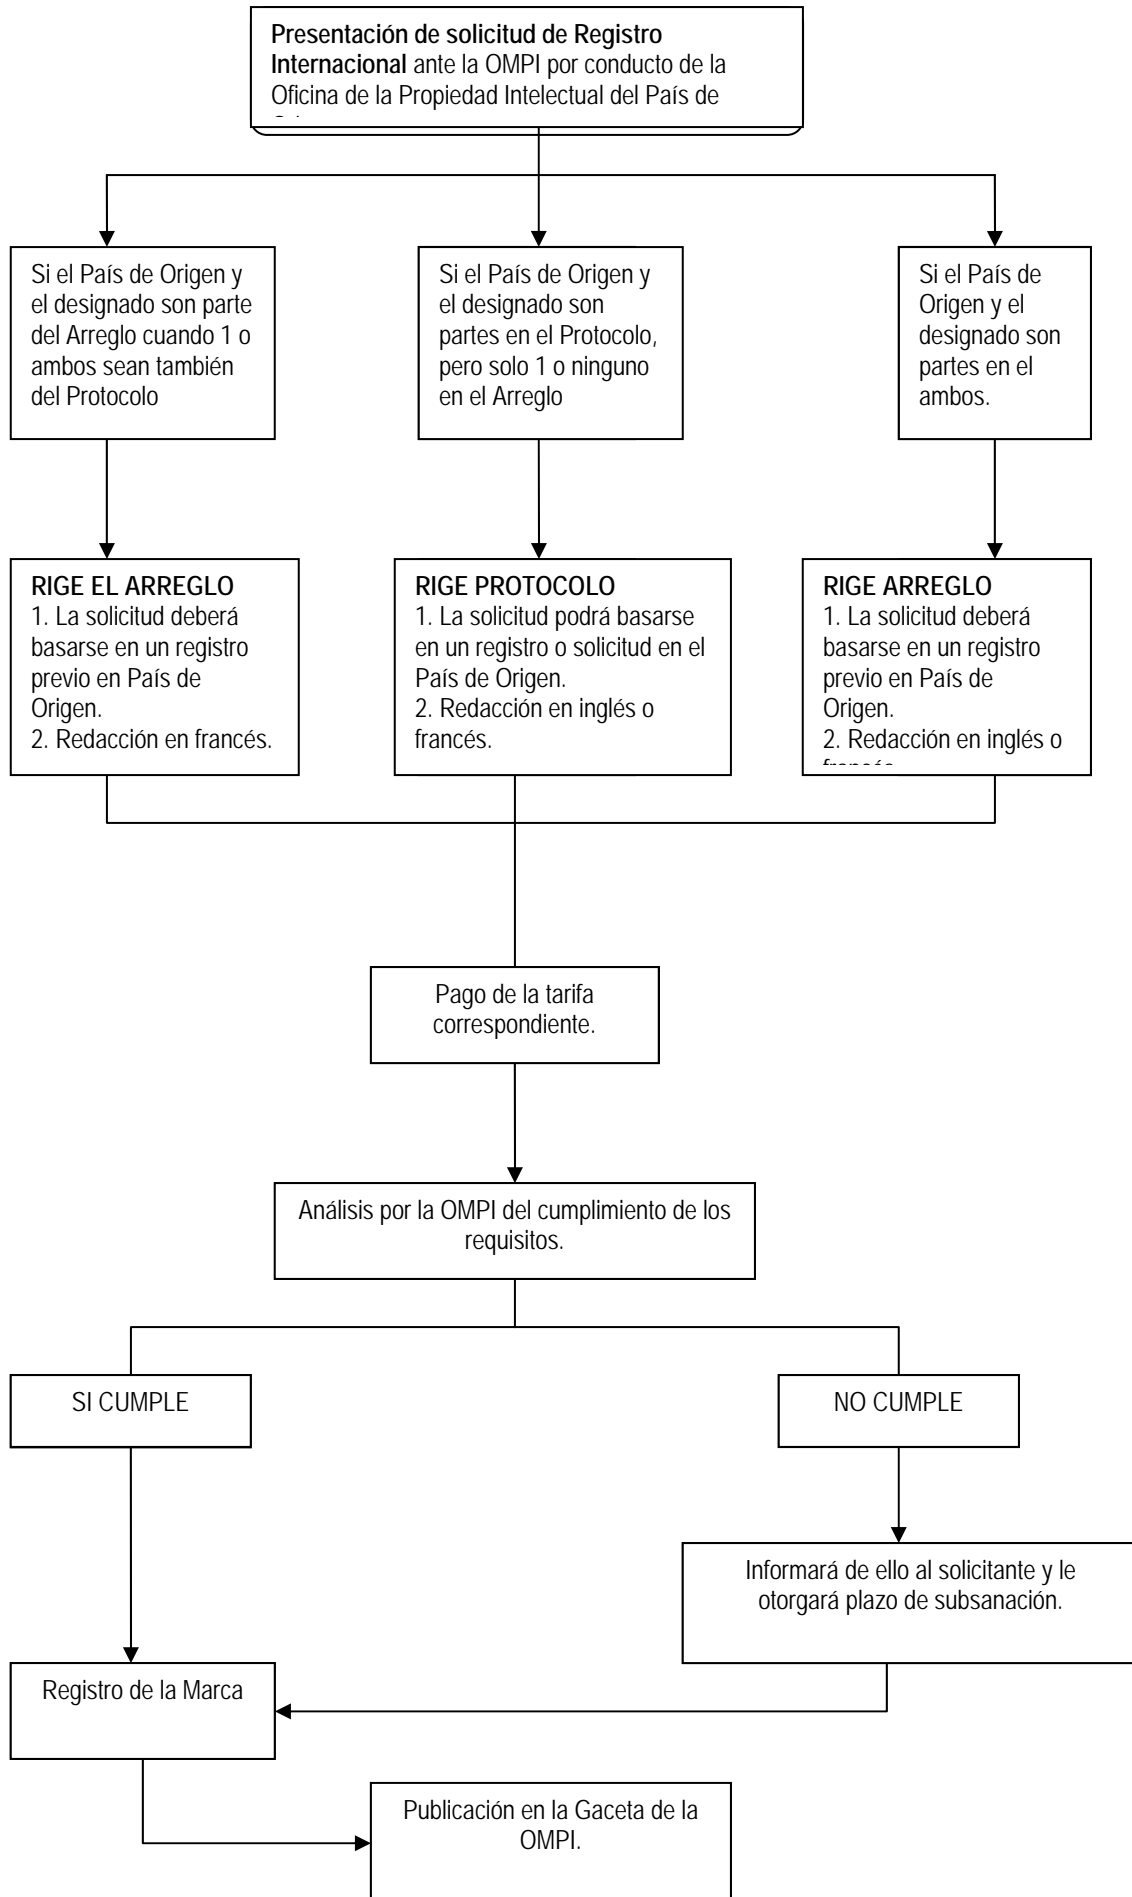 Presentación de solicitud de Registro
Internacional ante la OMPI por conducto de la
Oficina de la Propiedad Intelectual del País de
Si el País de Origen y
el designado son parte
del Arreglo cuando 1 o
ambos sean también
del Protocolo
Si el País de Origen y
el designado son
partes en el Protocolo,
pero solo 1 o ninguno
en el Arreglo
Si el País de
Origen y el
designado son
partes en el
ambos.
RIGE EL ARREGLO
1. La solicitud deberá
basarse en un registro
previo en País de
Origen.
2. Redacción en francés.
RIGE PROTOCOLO
1. La solicitud podrá basarse
en un registro o solicitud en el
País de Origen.
2. Redacción en inglés o
francés.
RIGE ARREGLO
1. La solicitud deberá
basarse en un registro
previo en País de
Origen.
2. Redacción en inglés o
Pago de la tarifa
correspondiente.
Análisis por la OMPI del cumplimiento de los
requisitos.
SI CUMPLE
NO CUMPLE
Informará de ello al solicitante y le
otorgará plazo de subsanación.
Registro de la Marca
Publicación en la Gaceta de la
OMPI.